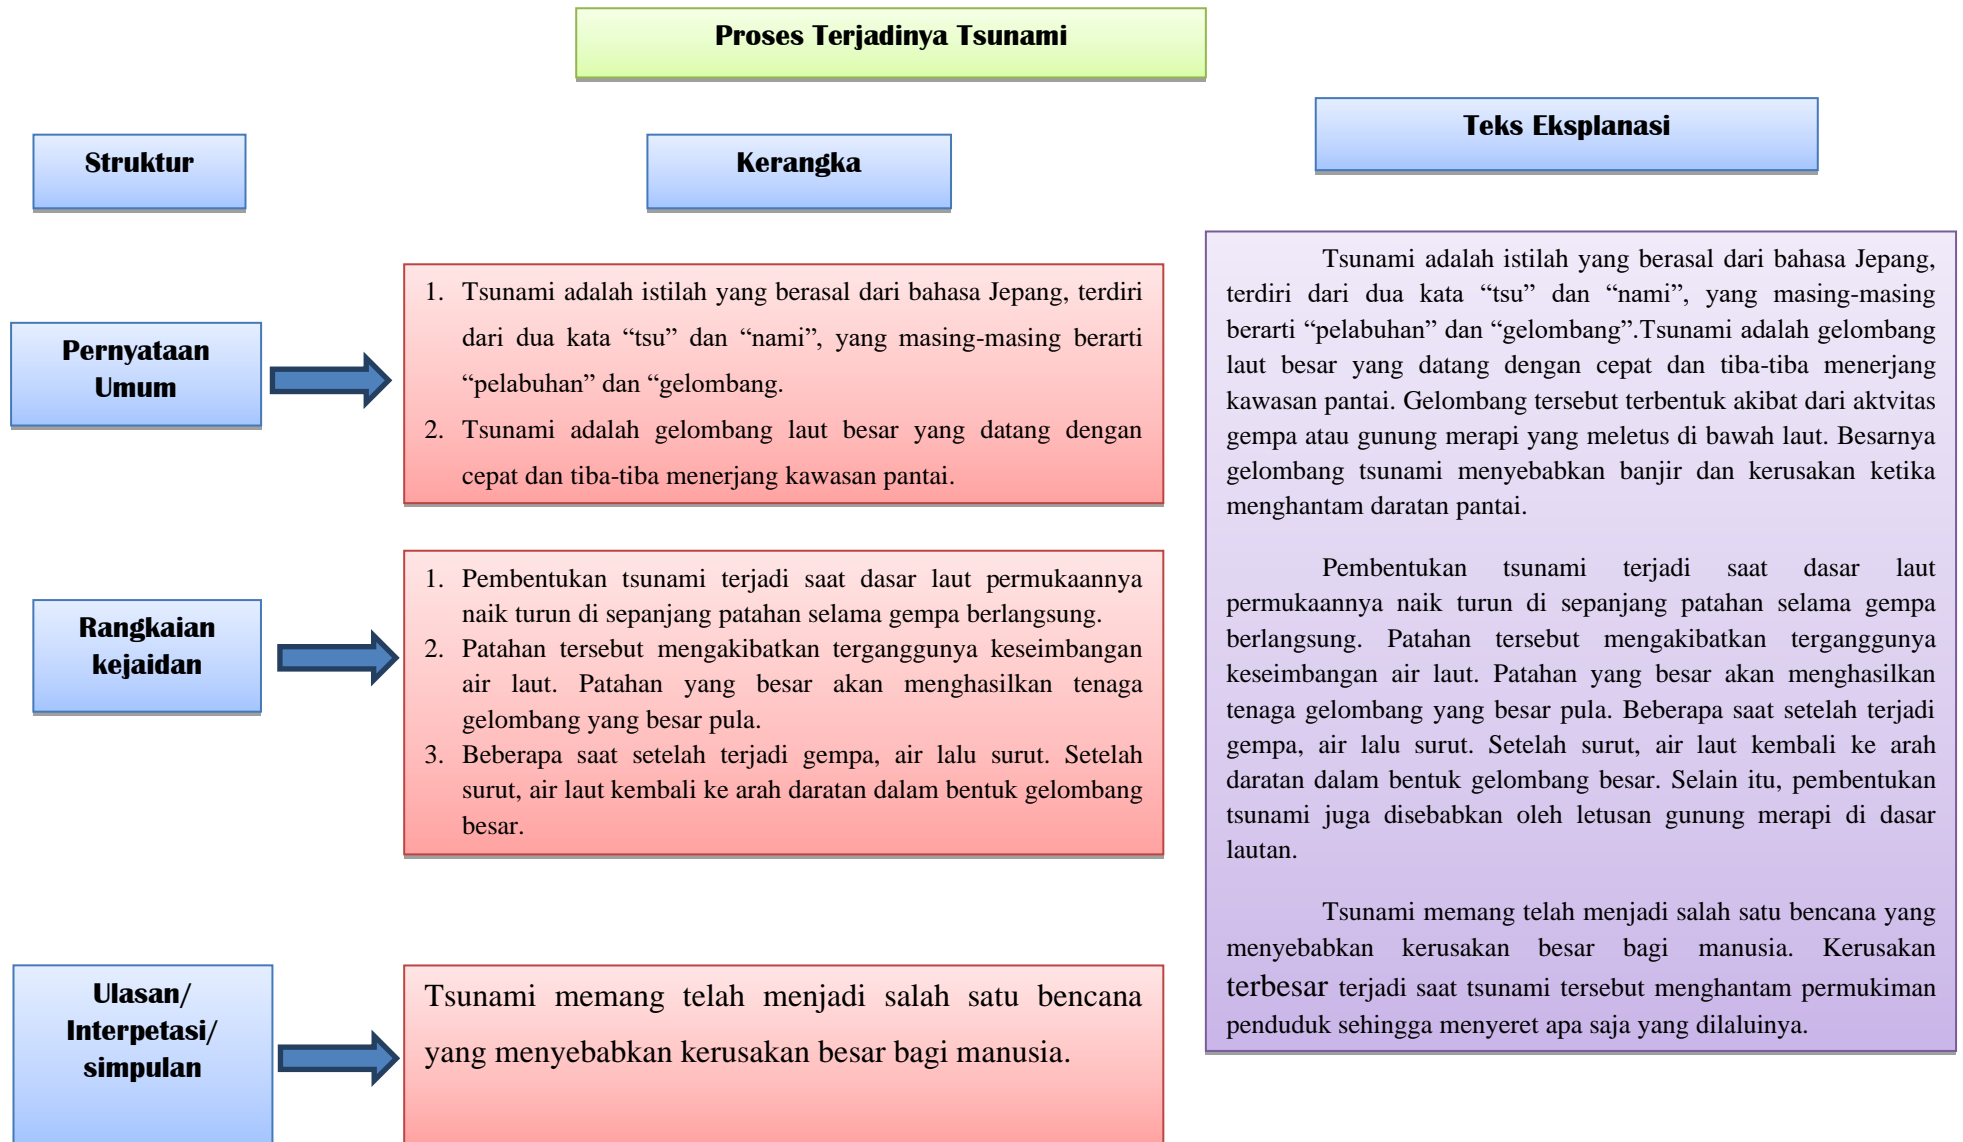 Proses Terjadinya Tsunami
Struktur
Kerangka
Teks Eksplanasi
Pernyataan
Umum
1. Tsunami adalah istilah yang berasal dari bahasa Jepang, terdiri
dari dua kata “tsu” dan “nami”, yang masing-masing berarti
“pelabuhan” dan “gelombang.
2. Tsunami adalah gelombang laut besar yang datang dengan
cepat dan tiba-tiba menerjang kawasan pantai.
Rangkaian
kejaidan
1. Pembentukan tsunami terjadi saat dasar laut permukaannya
naik turun di sepanjang patahan selama gempa berlangsung.
2. Patahan tersebut mengakibatkan terganggunya keseimbangan
air laut. Patahan yang besar akan menghasilkan tenaga
gelombang yang besar pula.
3. Beberapa saat setelah terjadi gempa, air lalu surut. Setelah
surut, air laut kembali ke arah daratan dalam bentuk gelombang
besar.
Ulasan/
Interpetasi/
simpulan
Tsunami memang telah menjadi salah satu bencana
yang menyebabkan kerusakan besar bagi manusia.
Tsunami adalah istilah yang berasal dari bahasa Jepang,
terdiri dari dua kata “tsu” dan “nami”, yang masing-masing
berarti “pelabuhan” dan “gelombang”.Tsunami adalah gelombang
laut besar yang datang dengan cepat dan tiba-tiba menerjang
kawasan pantai. Gelombang tersebut terbentuk akibat dari aktvitas
gempa atau gunung merapi yang meletus di bawah laut. Besarnya
gelombang tsunami menyebabkan banjir dan kerusakan ketika
menghantam daratan pantai.
Pembentukan tsunami terjadi saat dasar laut
permukaannya naik turun di sepanjang patahan selama gempa
berlangsung. Patahan tersebut mengakibatkan terganggunya
keseimbangan air laut. Patahan yang besar akan menghasilkan
tenaga gelombang yang besar pula. Beberapa saat setelah terjadi
gempa, air lalu surut. Setelah surut, air laut kembali ke arah
daratan dalam bentuk gelombang besar. Selain itu, pembentukan
tsunami juga disebabkan oleh letusan gunung merapi di dasar
lautan.
Tsunami memang telah menjadi salah satu bencana yang
menyebabkan kerusakan besar bagi manusia. Kerusakan
terbesar terjadi saat tsunami tersebut menghantam permukiman
penduduk sehingga menyeret apa saja yang dilaluinya.